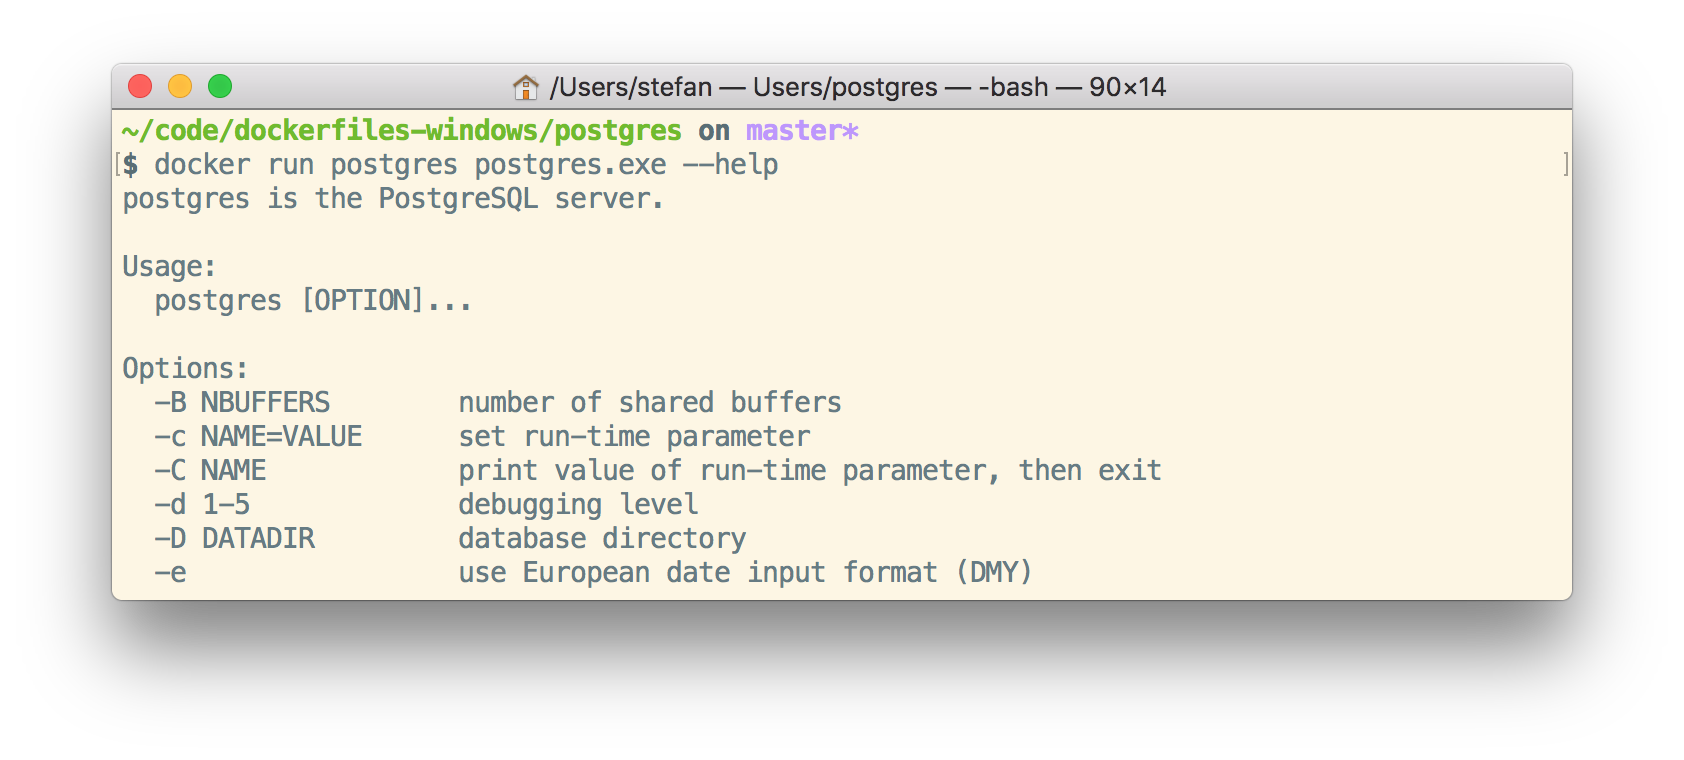 /Users/stefan — Users/postgres — -bash — 90×14
~/code/dockerfiles-windows/postgres on master*
[$ docker run postgres postgres.exe --help ]
postgres is the PostgreSQL server.
Usage:
postgres [OPTION]...
Options:
-B NBUFFERS number of shared buffers
-c NAME=VALUE set run-time parameter
-C NAME print value of run-time parameter, then exit
-d 1-5 debugging level
-D DATADIR database directory
-e use European date input format (DMY)